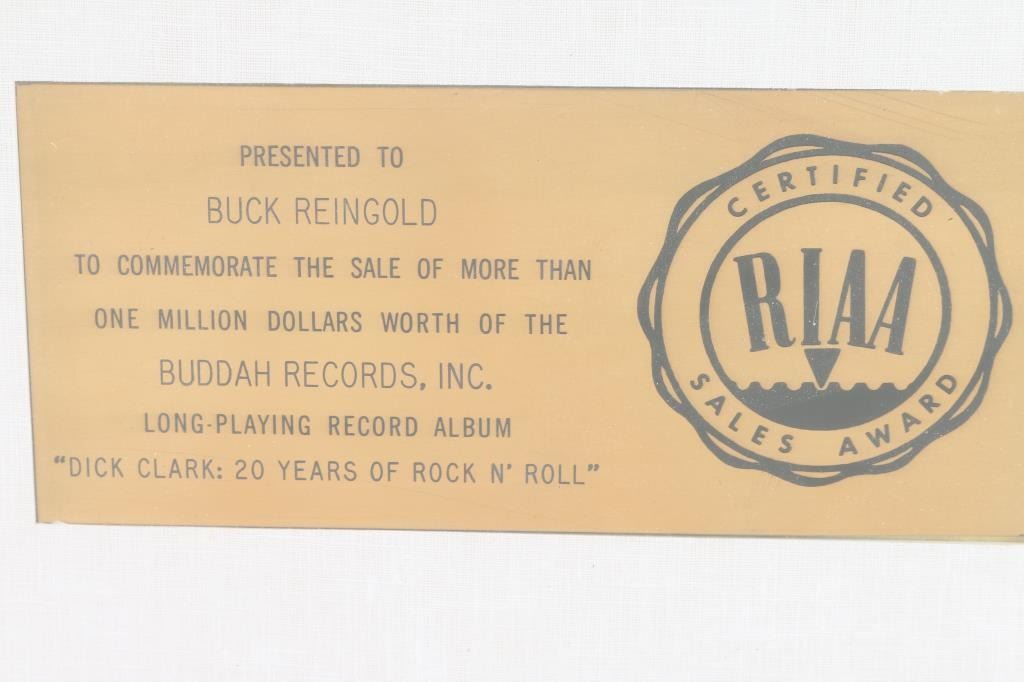 PRESENTED TO
BUCK REINGOLD
TO COMMEMORATE THE SALE OF MORE THAN
ONE MILLION DOLLARS WORTH OF THE
BUDDAH RECORDS, INC.
LONG-PLAYING RECORD ALBUM
"DICK CLARK: 20 YEARS OF ROCK N' ROLL"
CERTIFIED
RIAA
SALES AWARD